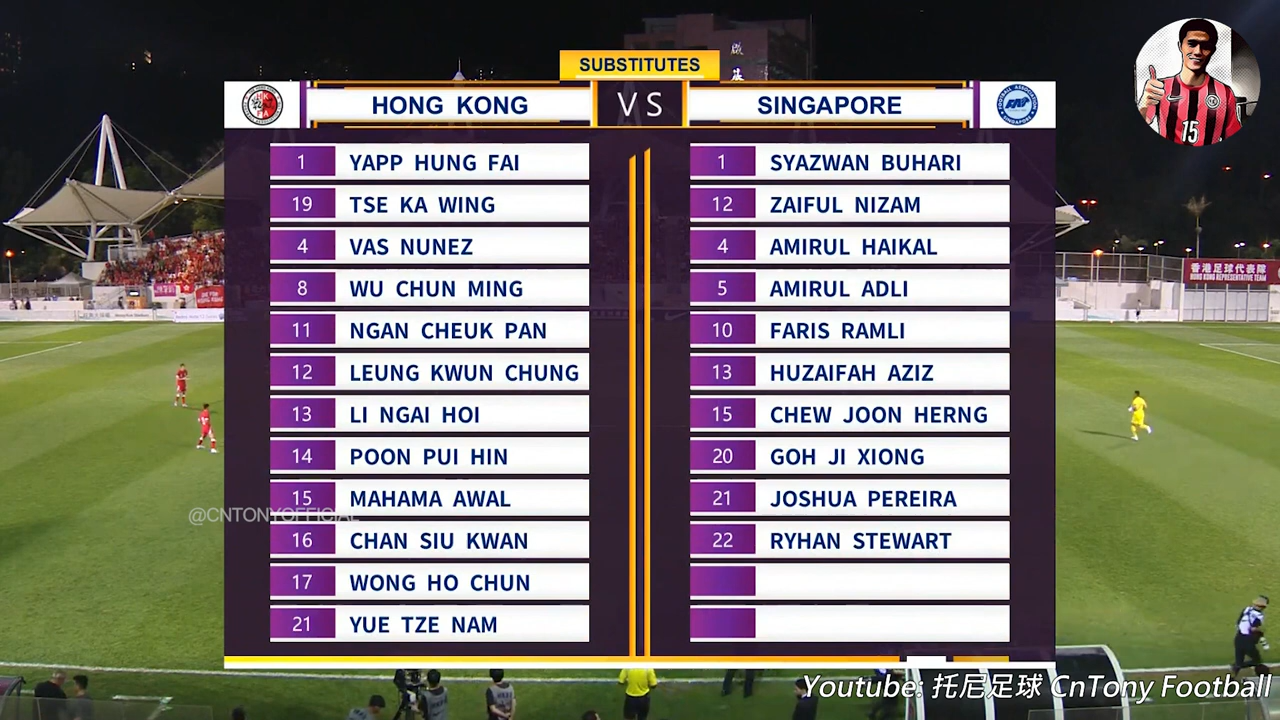 SUBSTITUTES
HONG KONG VS SINGAPORE
1 YAPP HUNG FAI
19 TSE KA WING
4 VAS NUNEZ
8 WU CHUN MING
11 NGAN CHEUK PAN
12 LEUNG KWUN CHUNG
13 LI NGAI HOI
14 POON PUI HIN
15 MAHAMA AWAL
16 CHAN SIU KWAN
17 WONG HO CHUN
21 YUE TZE NAM
1 SYAZWAN BUHARI
12 ZAIFUL NIZAM
4 AMIRUL HAIKAL
5 AMIRUL ADLI
10 FARIS RAMLI
13 HUZAIFAH AZIZ
15 CHEW JOON HERNG
20 GOH JI XIONG
21 JOSHUA PEREIRA
22 RYHAN STEWART
15
香港足球代表隊
HONG KONG REPRESENTATIVE TEAM
@CNTONYOFFICIAL
Youtube: 托尼足球 CnTony Football